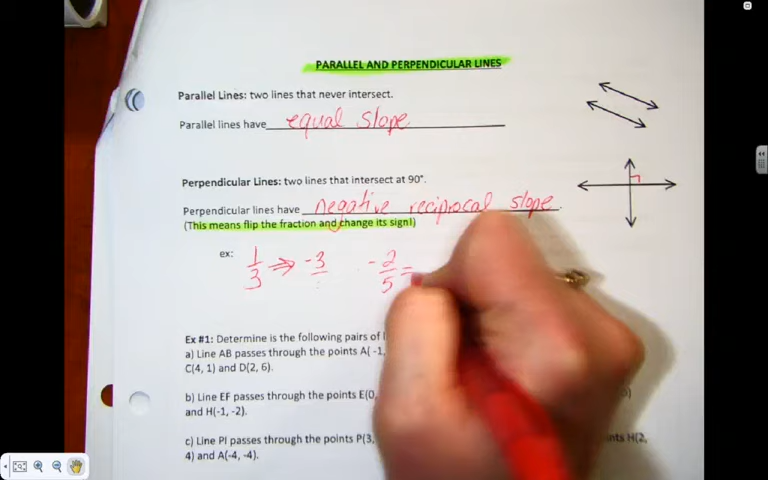 PARALLEL AND PERPENDICULAR LINES
Parallel Lines: two lines that never intersect.
Parallel lines have equal slope
Perpendicular Lines: two lines that intersect at 90°.
Perpendicular lines have negative reciprocal slope.
(This means flip the fraction and change its sign!)
ex: 1/3 ⇒ -3 -2/5 =
Ex #1: Determine is the following pairs of
a) Line AB passes through the points A( -1,
C(4, 1) and D(2, 6).
b) Line EF passes through the points E(0,
and H(-1, -2).
c) Line PI passes through the points P(3, H(2,
4) and A(-4, -4).